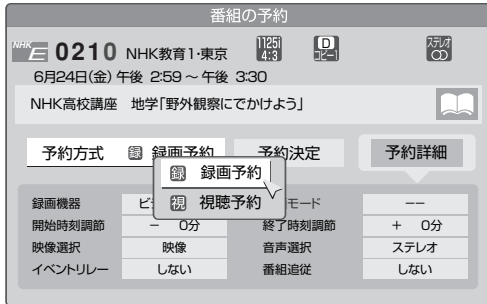 番組の予約
NHK E 0210 NHK教育1・東京 1125i 4:3 D コピー1 ステレオ
6月24日(金) 午後 2:59 ~ 午後 3:30
NHK高校講座 地学「野外観察にでかけよう」
予約方式 録 録画予約 予約決定 予約詳細
録 録画予約
視 視聴予約
録画機器 モード −−
開始時刻調節 − 0分 終了時刻調節 + 0分
映像選択 映像 音声選択 ステレオ
イベントリレー しない 番組追従 しない